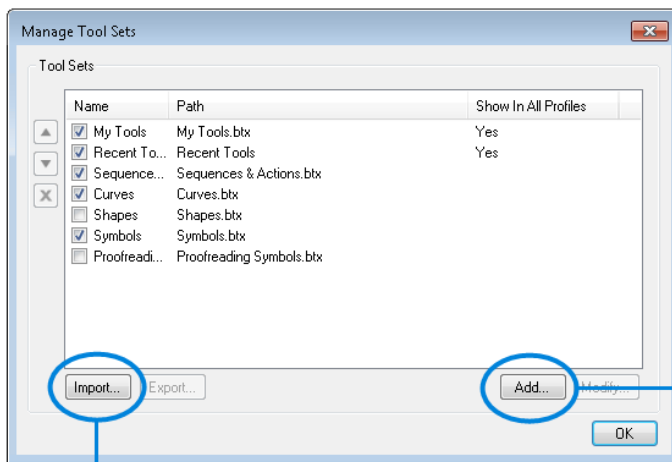 Manage Tool Sets
Tool Sets
Name Path Show In All Profiles
My Tools My Tools.btx Yes
Recent To... Recent Tools Yes
Sequence... Sequences & Actions.btx
Curves Curves.btx
Shapes Shapes.btx
Symbols Symbols.btx
Proofreadi... Proofreading Symbols.btx
Import... Export... Add... Modify...
OK